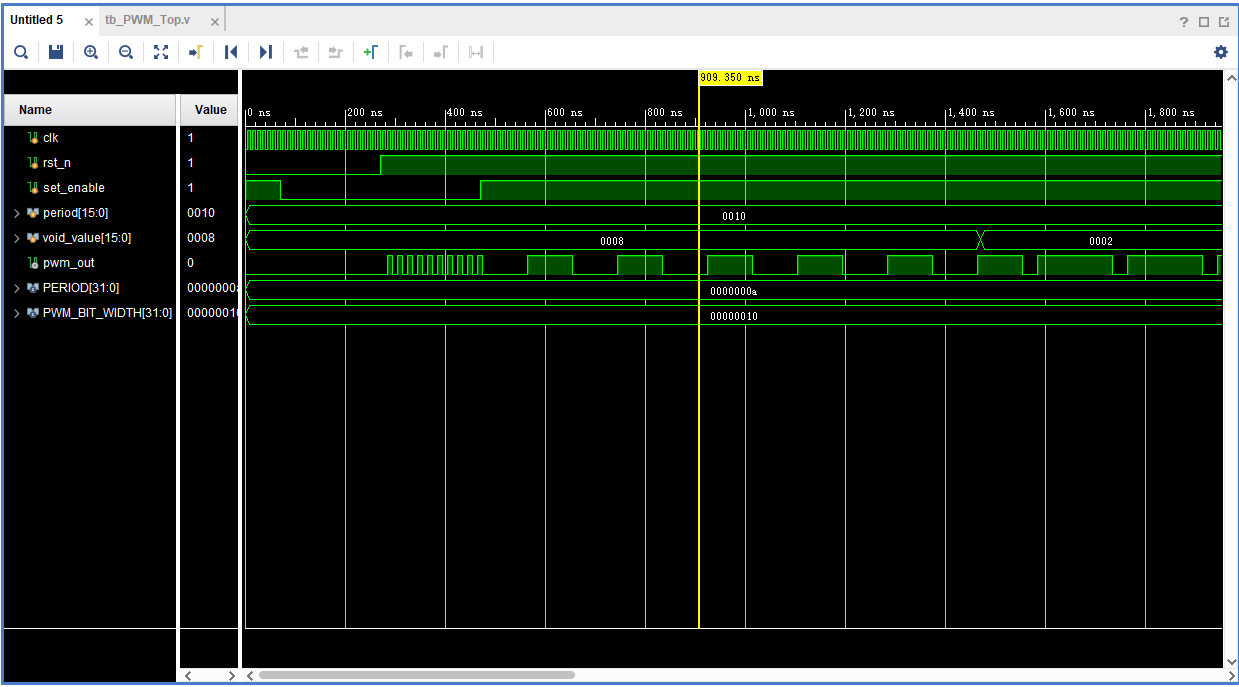 Untitled 5 × tb_PWM_Top.v ×
?
909.350 ns
Name Value
0 ns 200 ns 400 ns 600 ns 800 ns 1,000 ns 1,200 ns 1,400 ns 1,600 ns 1,800 ns
clk 1
rst_n 1
set_enable 1
period[15:0] 0010 0010
void_value[15:0] 0008 0008 0002
pwm_out 0
PERIOD[31:0] 0000000a 0000000a
PWM_BIT_WIDTH[31:0] 00000010 00000010